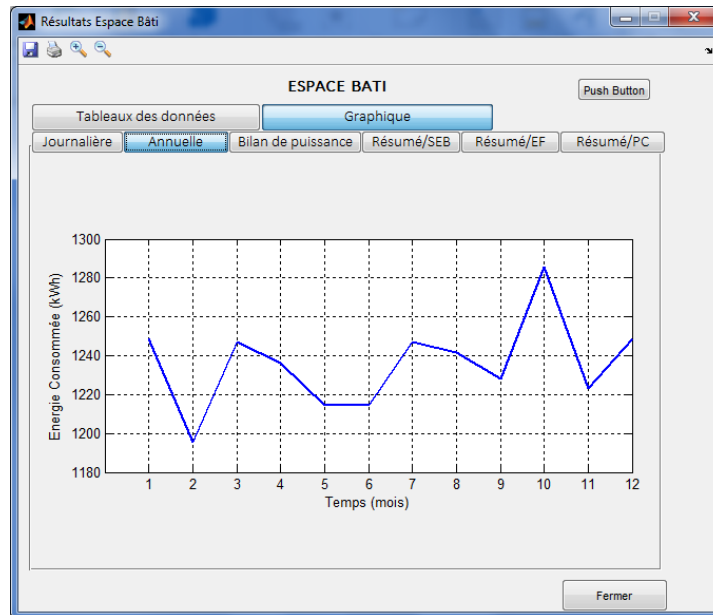 Résultats Espace Bâti
ESPACE BATI
Push Button
Tableaux des données
Graphique
Journalière
Annuelle
Bilan de puissance
Résumé/SEB
Résumé/EF
Résumé/PC
1300
1280
1260
1240
1220
1200
1180
Energie Consommée (kWh)
1 2 3 4 5 6 7 8 9 10 11 12
Temps (mois)
Fermer